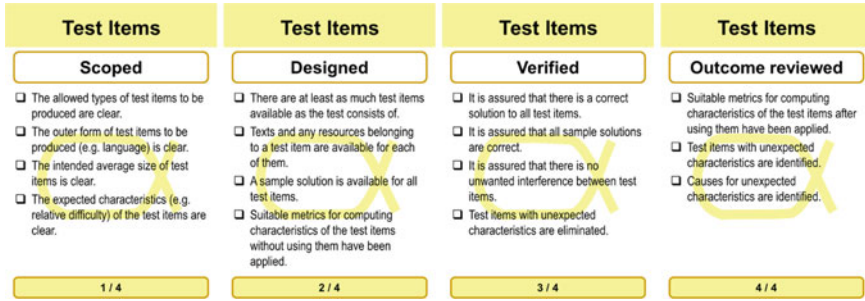 Test Items
Scoped
❑ The allowed types of test items to be
produced are clear.
❑ The outer form of test items to be
produced (e.g. language) is clear.
❑ The intended average size of test
items is clear.
❑ The expected characteristics (e.g.
relative difficulty) of the test items are
clear.
1 / 4
Test Items
Designed
❑ There are at least as much test items
available as the test consists of.
❑ Texts and any resources belonging
to a test item are available for each
of them.
❑ A sample solution is available for all
test items.
❑ Suitable metrics for computing
characteristics of the test items
without using them have been
applied.
2 / 4
Test Items
Verified
❑ It is assured that there is a correct
solution to all test items.
❑ It is assured that all sample solutions
are correct.
❑ It is assured that there is no
unwanted interference between test
items.
❑ Test items with unexpected
characteristics are eliminated.
3 / 4
Test Items
Outcome reviewed
❑ Suitable metrics for computing
characteristics of the test items after
using them have been applied.
❑ Test items with unexpected
characteristics are identified.
❑ Causes for unexpected
characteristics are identified.
4 / 4